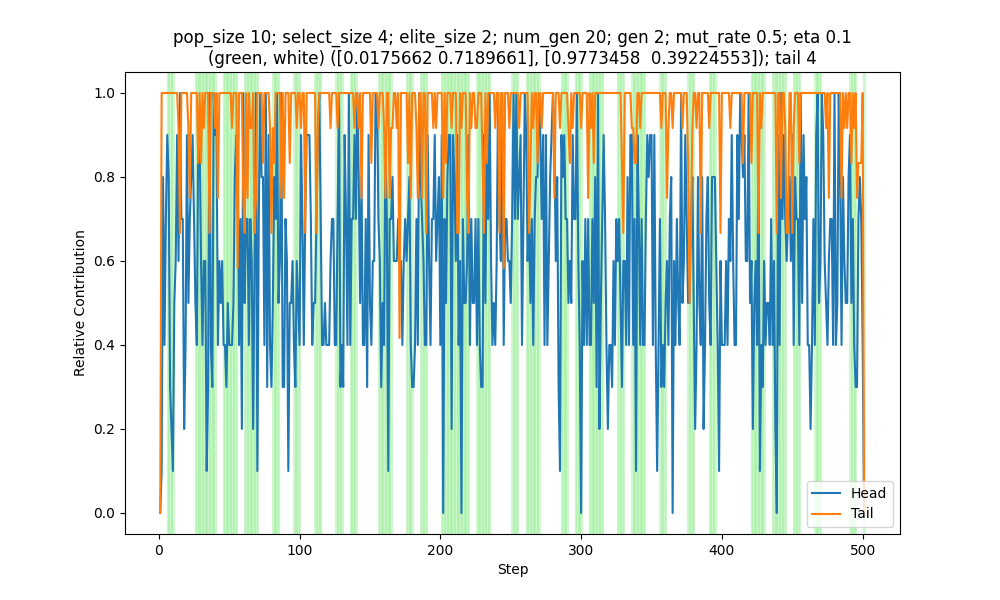 pop_size 10; select_size 4; elite_size 2; num_gen 20; gen 2; mut_rate 0.5; eta 0.1
(green, white) ([0.0175662 0.7189661], [0.9773458  0.39224553]); tail 4
Relative Contribution
1.0
0.8
0.6
0.4
0.2
0.0
Head
Tail
0
100
200
300
400
500
Step